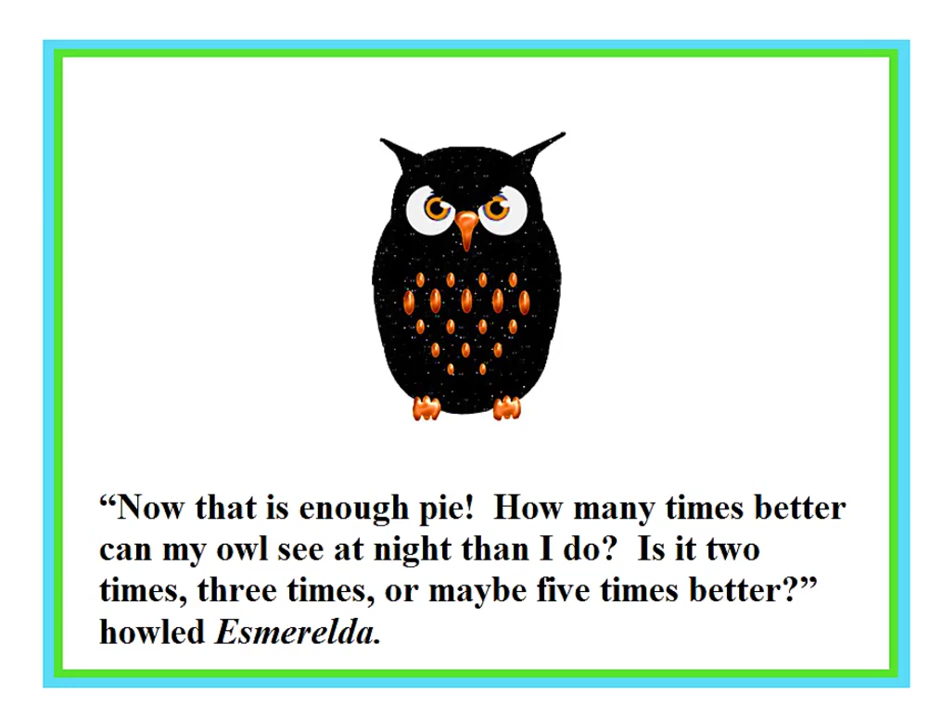 “Now that is enough pie!  How many times better
can my owl see at night than I do?  Is it two
times, three times, or maybe five times better?”
howled Esmerelda.